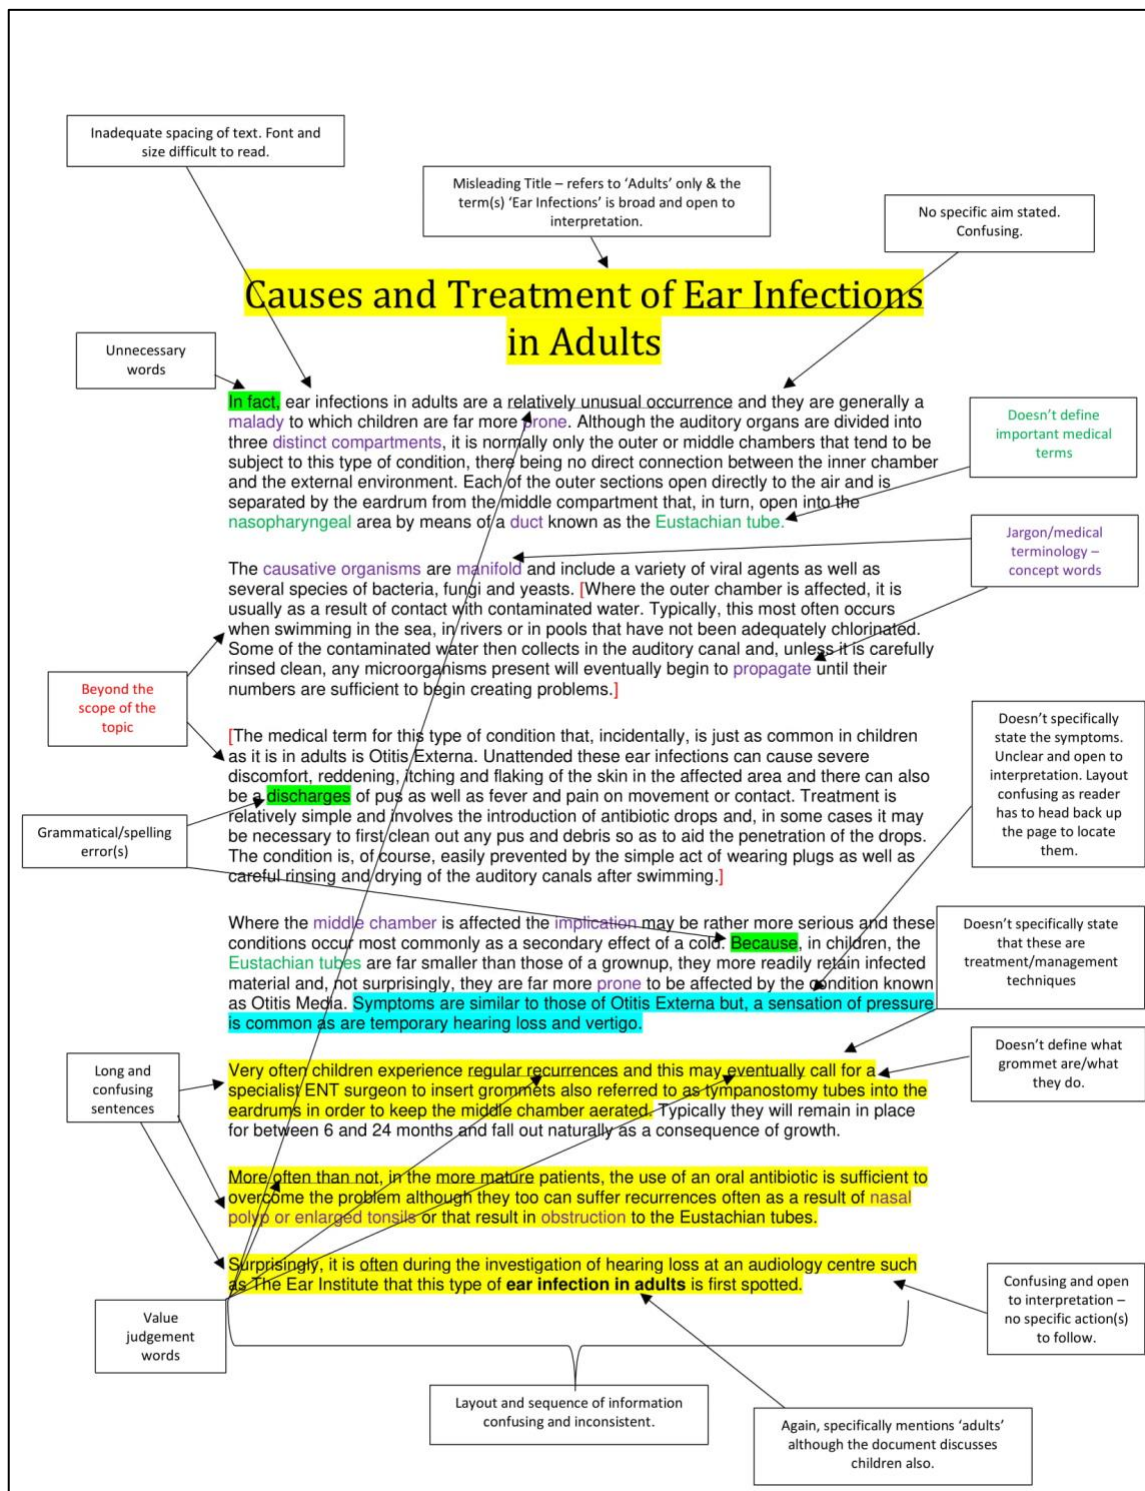 Inadequate spacing of text. Font and
size difficult to read.
Misleading Title – refers to ‘Adults’ only & the
term(s) ‘Ear Infections’ is broad and open to
interpretation.
No specific aim stated.
Confusing.
Causes and Treatment of Ear Infections
in Adults
Unnecessary
words
In fact, ear infections in adults are a relatively unusual occurrence and they are generally a
malady to which children are far more prone. Although the auditory organs are divided into
three distinct compartments, it is normally only the outer or middle chambers that tend to be
subject to this type of condition, there being no direct connection between the inner chamber
and the external environment. Each of the outer sections open directly to the air and is
separated by the eardrum from the middle compartment that, in turn, open into the
nasopharyngeal area by means of a duct known as the Eustachian tube.
Doesn’t define
important medical
terms
Jargon/medical
terminology –
concept words
The causative organisms are manifold and include a variety of viral agents as well as
several species of bacteria, fungi and yeasts. [Where the outer chamber is affected, it is
usually as a result of contact with contaminated water. Typically, this most often occurs
when swimming in the sea, in rivers or in pools that have not been adequately chlorinated.
Some of the contaminated water then collects in the auditory canal and, unless it is carefully
rinsed clean, any microorganisms present will eventually begin to propagate until their
numbers are sufficient to begin creating problems.]
Beyond the
scope of the
topic
[The medical term for this type of condition that, incidentally, is just as common in children
as it is in adults is Otitis Externa. Unattended these ear infections can cause severe
discomfort, reddening, itching and flaking of the skin in the affected area and there can also
be a discharges of pus as well as fever and pain on movement or contact. Treatment is
relatively simple and involves the introduction of antibiotic drops and, in some cases it may
be necessary to first clean out any pus and debris so as to aid the penetration of the drops.
The condition is, of course, easily prevented by the simple act of wearing plugs as well as
careful rinsing and drying of the auditory canals after swimming.]
Doesn’t specifically
state the symptoms.
Unclear and open to
interpretation. Layout
confusing as reader
has to head back up
the page to locate
them.
Grammatical/spelling
error(s)
Where the middle chamber is affected the implication may be rather more serious and these
conditions occur most commonly as a secondary effect of a cold. Because, in children, the
Eustachian tubes are far smaller than those of a grownup, they more readily retain infected
material and, not surprisingly, they are far more prone to be affected by the condition known
as Otitis Media. Symptoms are similar to those of Otitis Externa but, a sensation of pressure
is common as are temporary hearing loss and vertigo.
Doesn’t specifically state
that these are
treatment/management
techniques
Doesn’t define what
grommet are/what
they do.
Long and
confusing
sentences
Very often children experience regular recurrences and this may eventually call for a
specialist ENT surgeon to insert grommets also referred to as tympanostomy tubes into the
eardrums in order to keep the middle chamber aerated. Typically they will remain in place
for between 6 and 24 months and fall out naturally as a consequence of growth.
More often than not, in the more mature patients, the use of an oral antibiotic is sufficient to
overcome the problem although they too can suffer recurrences often as a result of nasal
polyp or enlarged tonsils or that result in obstruction to the Eustachian tubes.
Surprisingly, it is often during the investigation of hearing loss at an audiology centre such
as The Ear Institute that this type of ear infection in adults is first spotted.
Value
judgement
words
Confusing and open
to interpretation –
no specific action(s)
to follow.
Layout and sequence of information
confusing and inconsistent.
Again, specifically mentions ‘adults’
although the document discusses
children also.